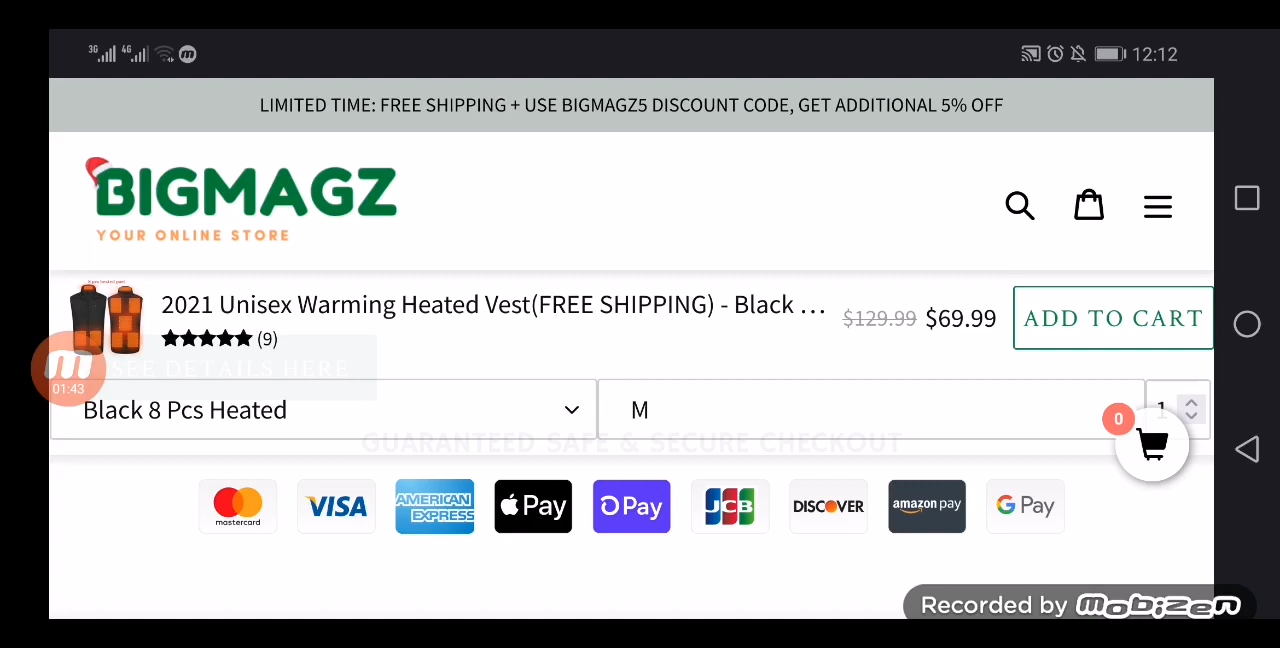 3G 4G 12:12
LIMITED TIME: FREE SHIPPING + USE BIGMAGZ5 DISCOUNT CODE, GET ADDITIONAL 5% OFF
BIGMAGZ
YOUR ONLINE STORE
2021 Unisex Warming Heated Vest(FREE SHIPPING) - Black ...
$129.99 $69.99 ADD TO CART
(9)
SEE DETAILS HERE
01:43
Black 8 Pcs Heated M 1
0
GUARANTEED SAFE & SECURE CHECKOUT
mastercard VISA AMERICAN EXPRESS Pay Pay JCB DISCOVER amazon pay G Pay
Recorded by mobizen